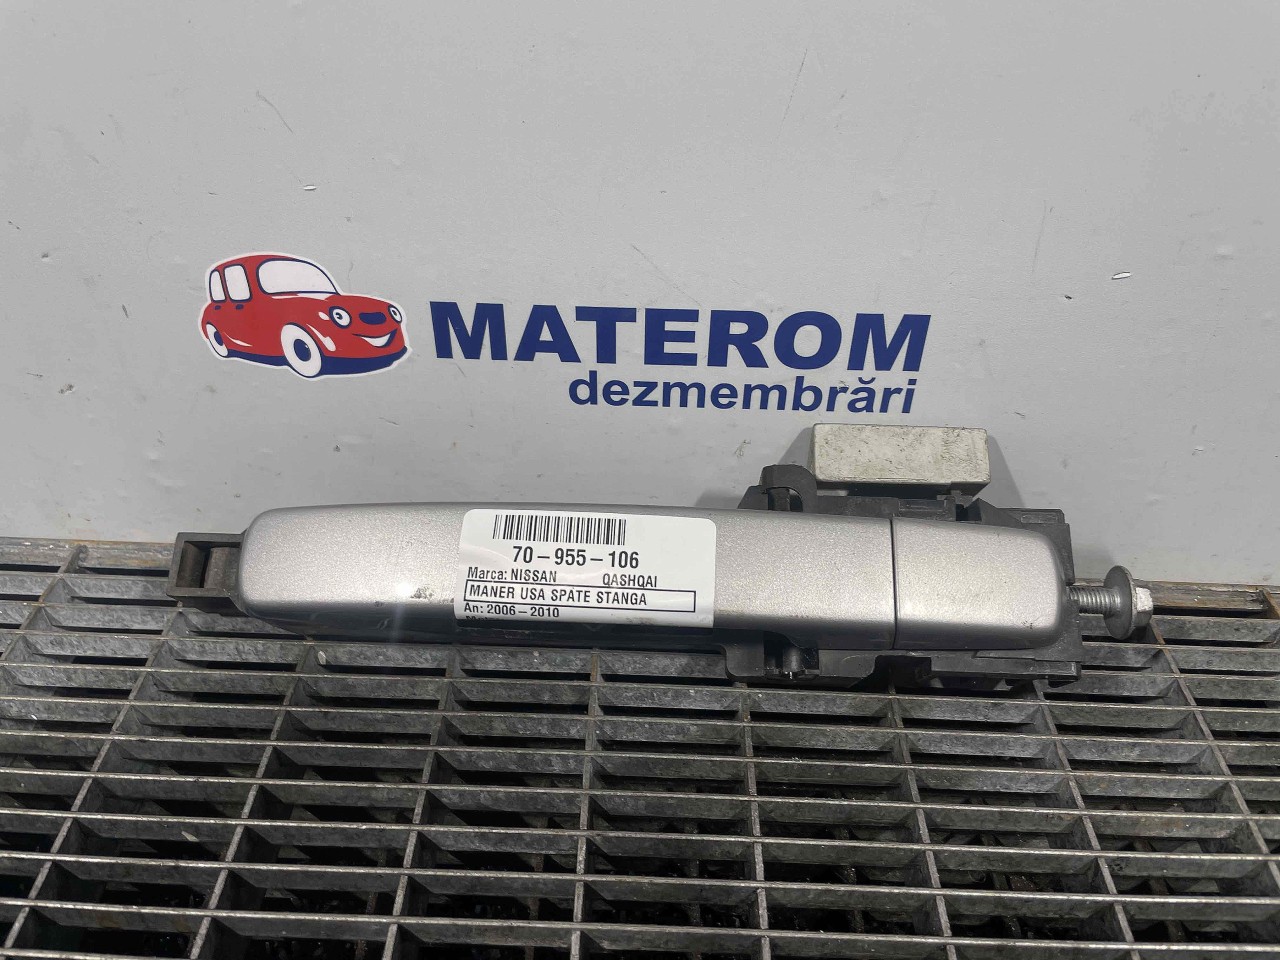 MATEROM
dezmembrări
70-955-106
Marca: NISSAN QASHQAI
MANER USA SPATE STANGA
An: 2006-2010